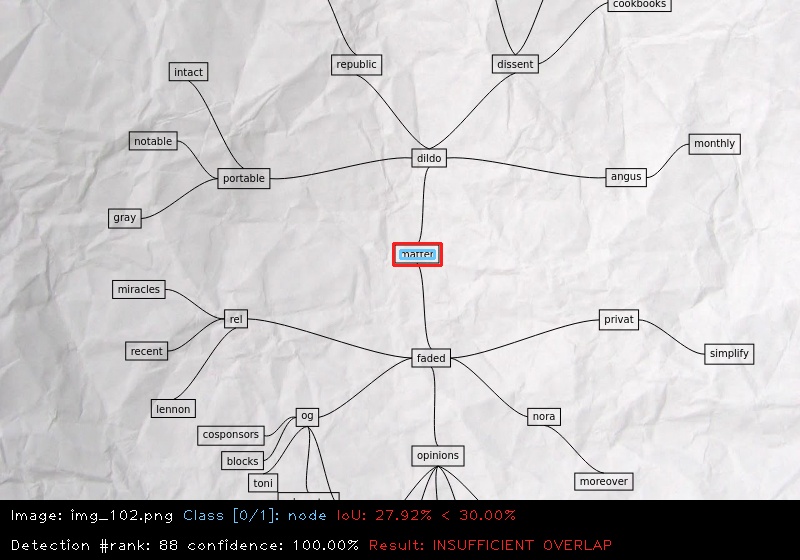 cookbooks
republic
dissent
intact
notable
monthly
dildo
portable
angus
gray
matter
miracles
rel
privat
recent
faded
simplify
lennon
og
nora
cosponsors
opinions
blocks
toni
moreover
Image: img_102.png Class [0/1]: node IoU: 27.92% < 30.00%
Detection #rank: 88 confidence: 100.00% Result: INSUFFICIENT OVERLAP